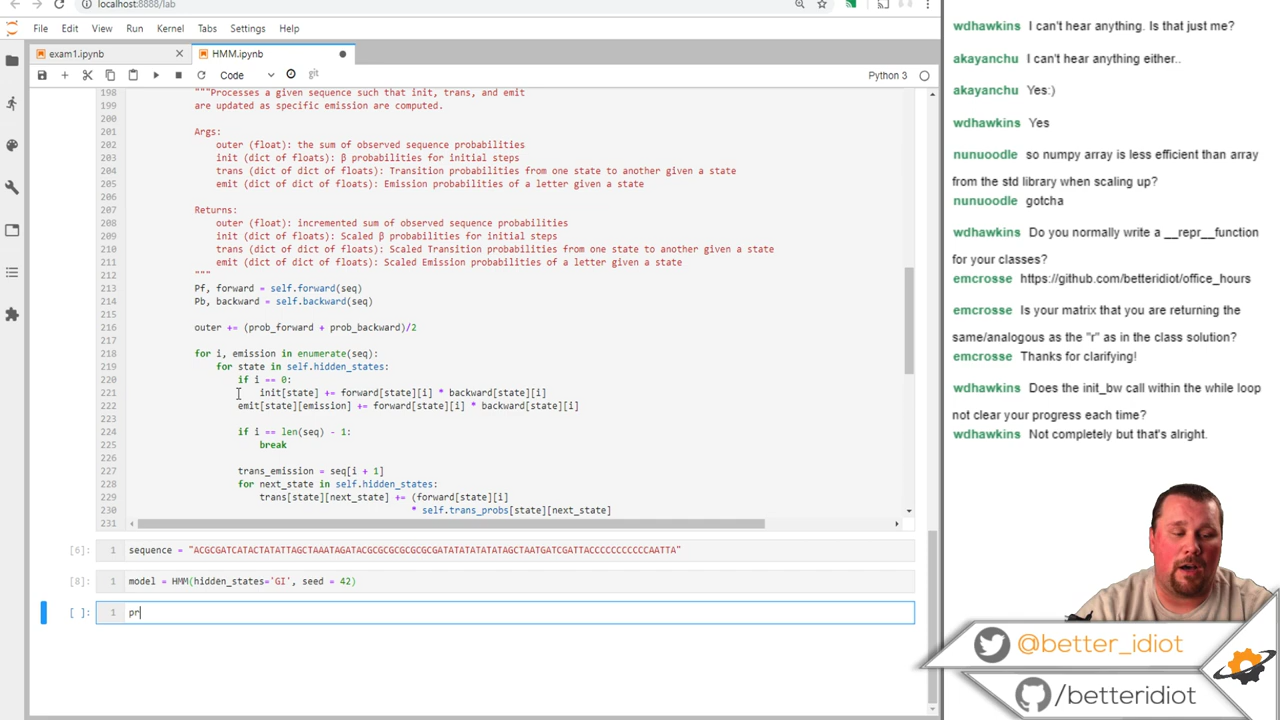 localhost:8888/lab
File Edit View Run Kernel Tabs Settings Help
exam1.ipynb HMM.ipynb
Code git Python 3
198 """Processes a given sequence such that init, trans, and emit
199 are updated as specific emission are computed.
200
201 Args:
202 outer (float): the sum of observed sequence probabilities
203 init (dict of floats): β probabilities for initial steps
204 trans (dict of dict of floats): Transition probabilities from one state to another given a state
205 emit (dict of dict of floats): Emission probabilities of a letter given a state
206
207 Returns:
208 outer (float): incremented sum of observed sequence probabilities
209 init (dict of floats): Scaled β probabilities for initial steps
210 trans (dict of dict of floats): Scaled Transition probabilities from one state to another given a state
211 emit (dict of dict of floats): Scaled Emission probabilities of a letter given a state
212 """
213 Pf, forward = self.forward(seq)
214 Pb, backward = self.backward(seq)
215
216 outer += (prob_forward + prob_backward)/2
217
218 for i, emission in enumerate(seq):
219 for state in self.hidden_states:
220 if i == 0:
221 init[state] += forward[state][i] * backward[state][i]
222 emit[state][emission] += forward[state][i] * backward[state][i]
223
224 if i == len(seq) - 1:
225 break
226
227 trans_emission = seq[i + 1]
228 for next_state in self.hidden_states:
229 trans[state][next_state] += (forward[state][i]
230 * self.trans_probs[state][next_state]
231
[6]: 1 sequence = "ACGCGATCATACTATATTAGCTAAATAGATACGCGCGCGCGCGATATATATATATAGCTAATGATCGATTACCCCCCCCCCCAATTA"
[8]: 1 model = HMM(hidden_states='GI', seed = 42)
[ ]: 1 pr
wdhawkins I can't hear anything. Is that just me?
akayanchu I can't hear anything either..
akayanchu Yes:)
wdhawkins Yes
nunuoodle so numpy array is less efficient than array
from the std library when scaling up?
nunuoodle gotcha
wdhawkins Do you normally write a __repr__function
for your classes?
emcrosse https://github.com/betteridiot/office_hours
emcrosse Is your matrix that you are returning the
same/analogous as the "r" as in the class solution?
emcrosse Thanks for clarifying!
wdhawkins Does the init_bw call within the while loop
not clear your progress each time?
wdhawkins Not completely but that's alright.
@better_idiot
/betteridiot